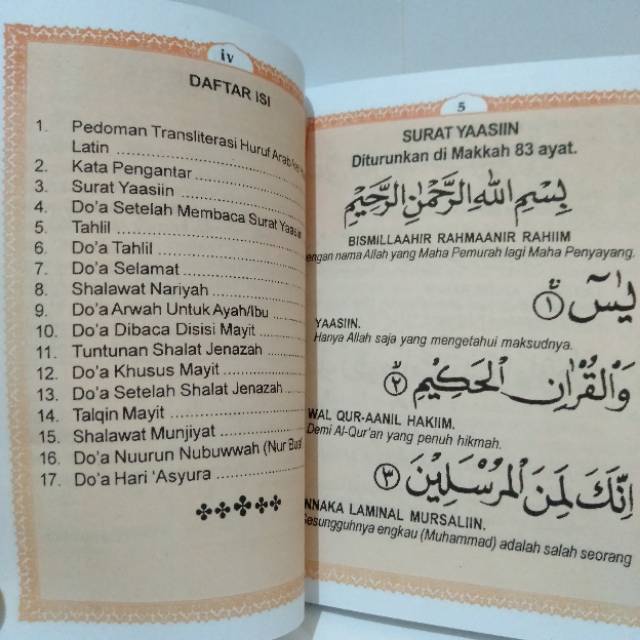 iv
DAFTAR ISI
1. Pedoman Transliterasi Huruf Arab
Latin ........................
2. Kata Pengantar ........................
3. Surat Yaasiin ........................
4. Do'a Setelah Membaca Surat Yaasiin
5. Tahlil ........................
6. Do'a Tahlil ........................
7. Do'a Selamat ........................
8. Shalawat Nariyah ........................
9. Do'a Arwah Untuk Ayah/Ibu ........
10. Do'a Dibaca Disisi Mayit ............
11. Tuntunan Shalat Jenazah ............
12. Do'a Khusus Mayit ........................
13. Do'a Setelah Shalat Jenazah ......
14. Talqin Mayit ........................
15. Shalawat Munjiyat ........................
16. Do'a Nuurun Nubuwwah (Nur
17. Do'a Hari 'Asyura ........................
5
SURAT YAASIIN
Diturunkan di Makkah 83 ayat.
بِسْمِ اللهِ الرَّحْمٰنِ الرَّحِيْمِ
BISMILLAAHIR RAHMAANIR RAHIIM
engan nama Allah yang Maha Pemurah lagi Maha Penyayang.
يٰسۤ ۚ ١
YAASIIN.
Hanya Allah saja yang mengetahui maksudnya.
وَالْقُرْاٰنِ الْحَكِيْمِ ۙ ٢
WAL QUR-AANIL HAKIIM.
Demi Al-Qur'an yang penuh hikmah.
اِنَّكَ لَمِنَ الْمُرْسَلِيْنَ ٣
NNAKA LAMINAL MURSALIIN.
Sesungguhnya engkau (Muhammad) adalah salah seorang